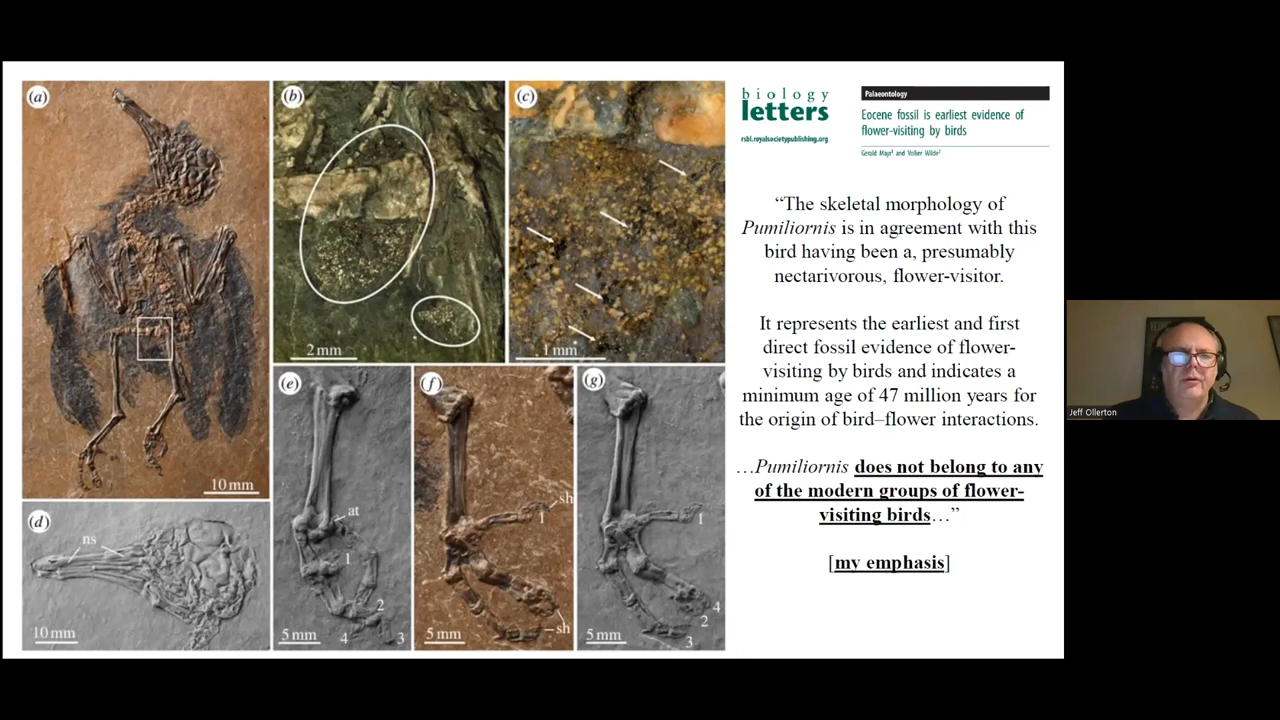 (a)
10 mm
(b)
2 mm
(c)
1 mm
(d)
ns
10 mm
(e)
at
1
2
4
3
5 mm
(f)
sh
1
sh
5 mm
(g)
1
4
2
3
5 mm
biology
letters
rsbl.royalsocietypublishing.org
Palaeontology
Eocene fossil is earliest evidence of
flower-visiting by birds
Gerald Mayr¹ and Volker Wilde²
“The skeletal morphology of
Pumiliornis is in agreement with this
bird having been a, presumably
nectarivorous, flower-visitor.
It represents the earliest and first
direct fossil evidence of flower-
visiting by birds and indicates a
minimum age of 47 million years for
the origin of bird–flower interactions.
…Pumiliornis does not belong to any
of the modern groups of flower-
visiting birds…”
[my emphasis]
Jeff Ollerton